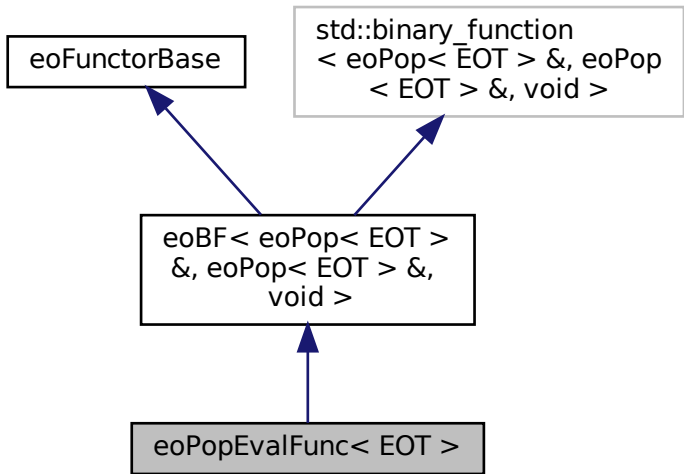 eoFunctorBase
std::binary_function
< eoPop< EOT > &, eoPop
< EOT > &, void >
eoBF< eoPop< EOT >
&, eoPop< EOT > &,
void >
eoPopEvalFunc< EOT >